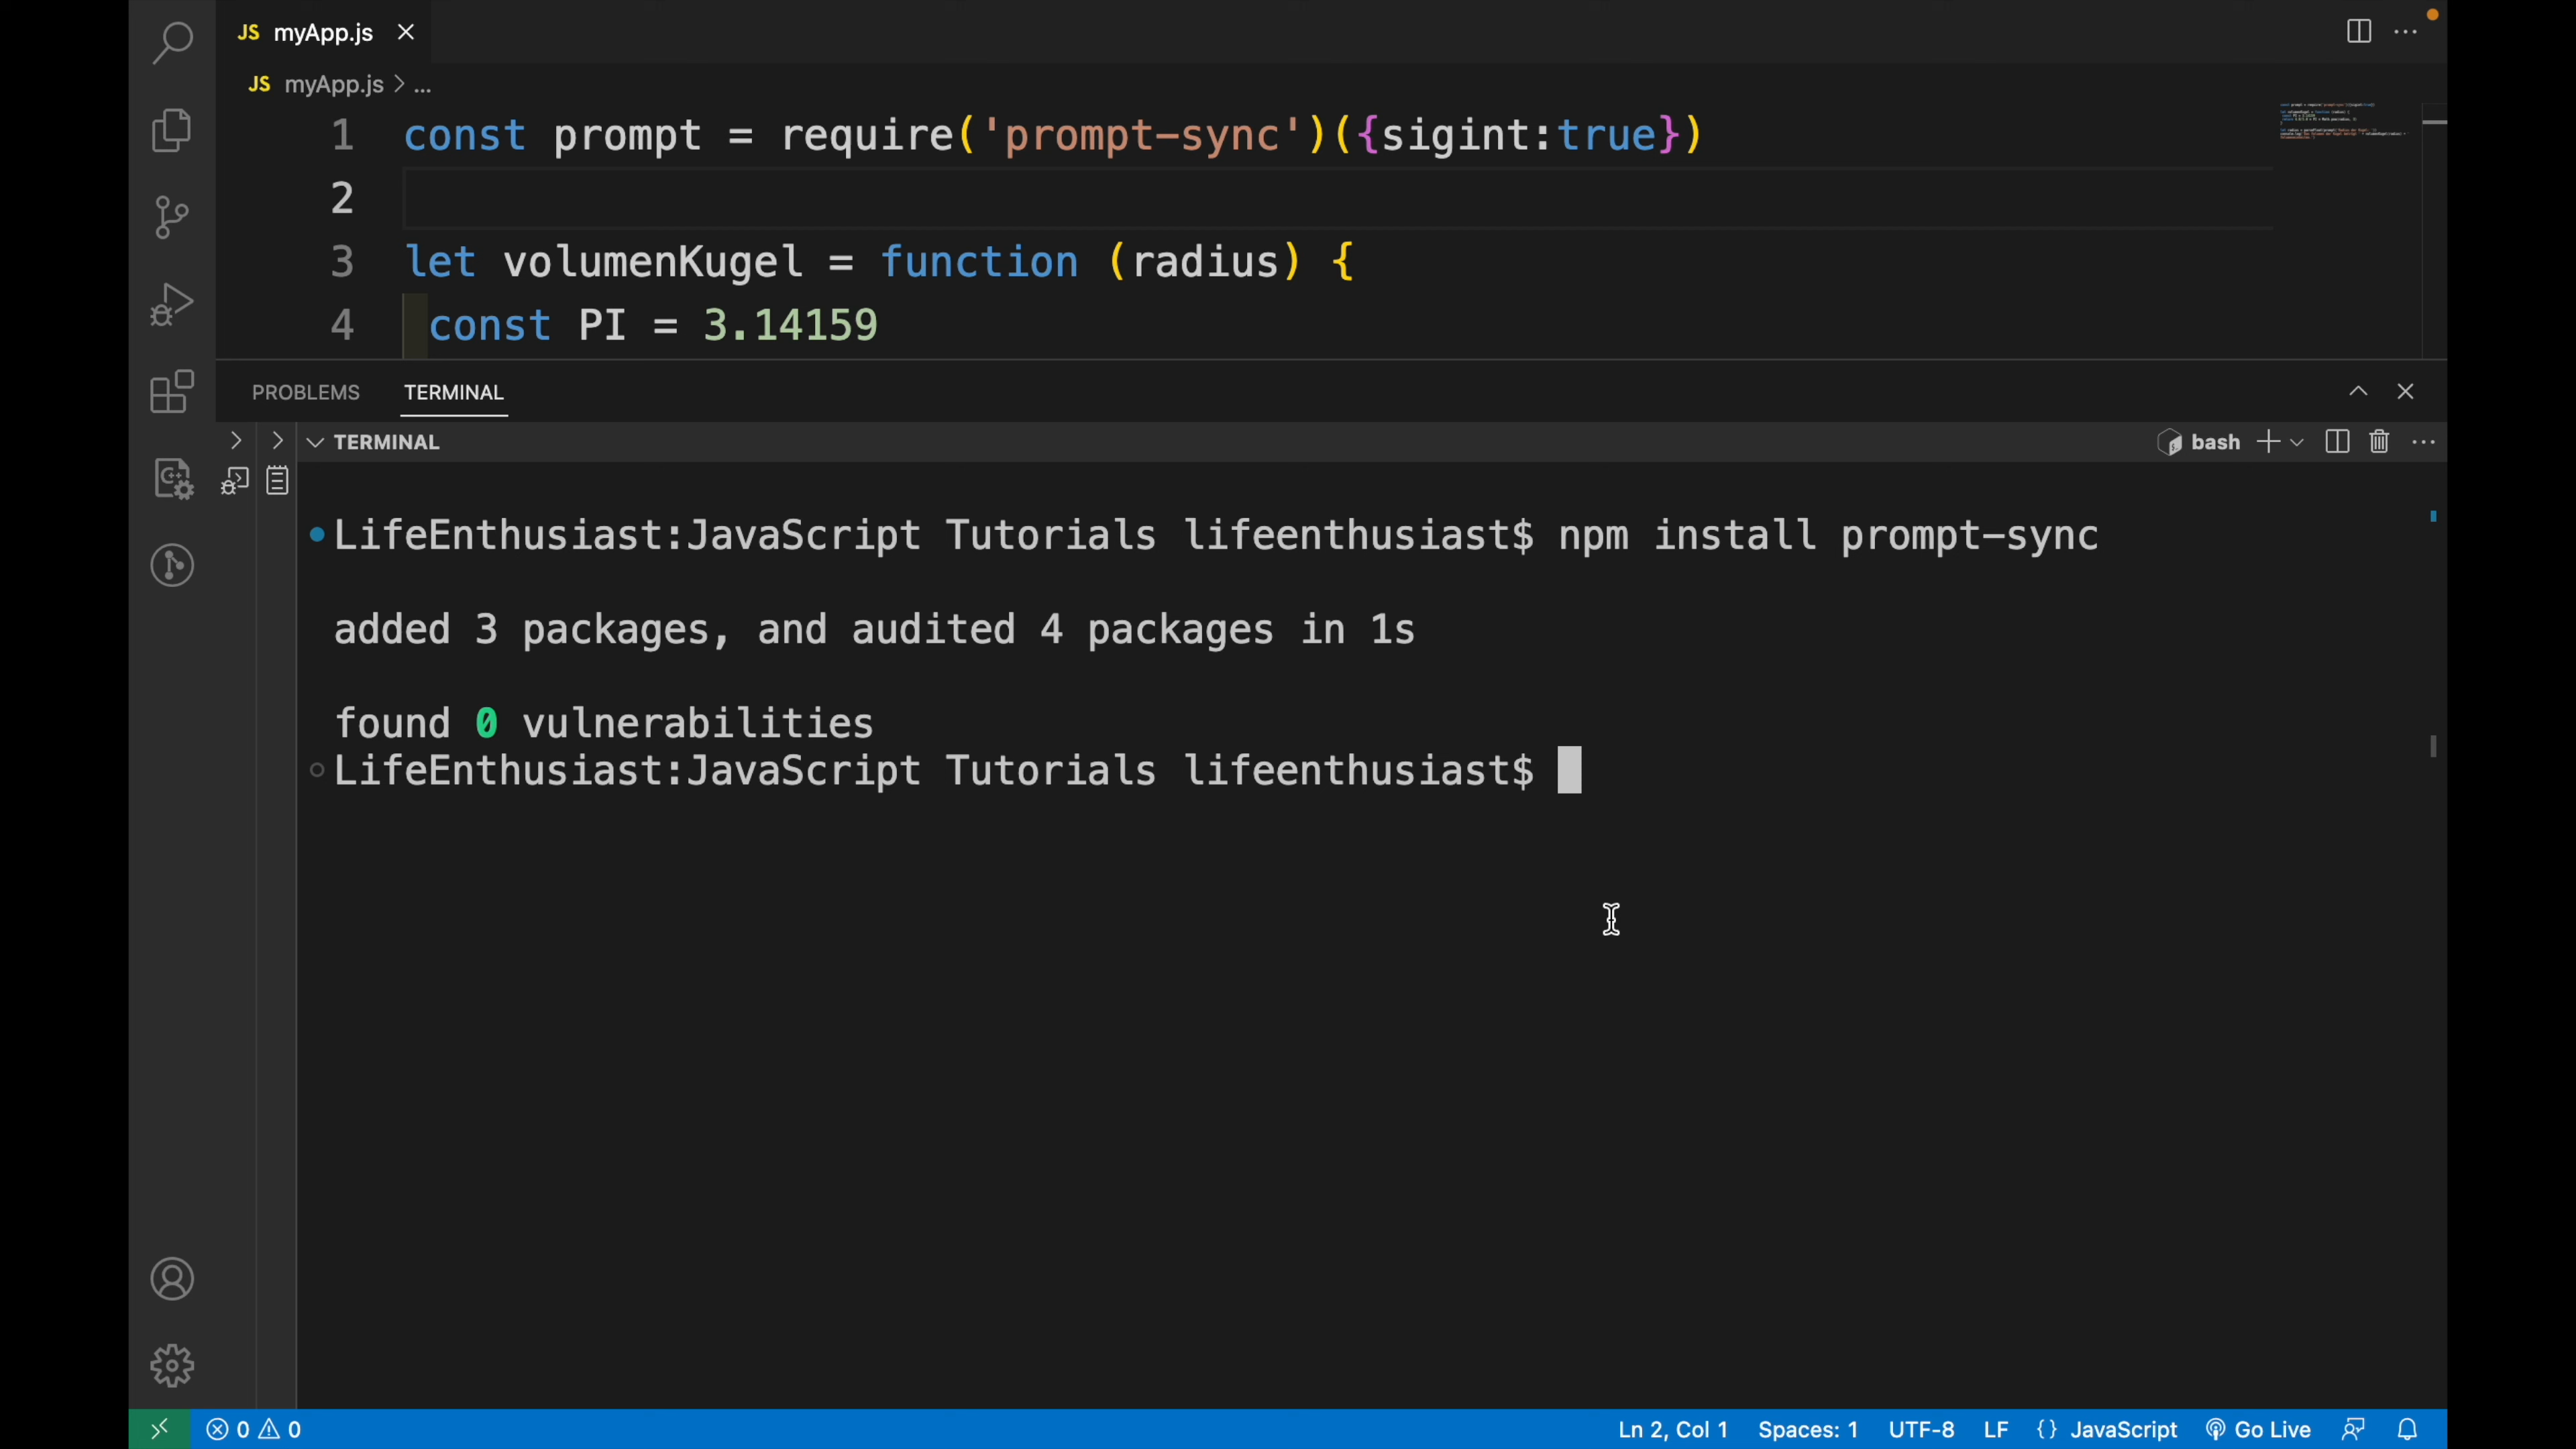 JS myApp.js
JS myApp.js > ...
1 const prompt = require('prompt-sync')({sigint:true})
2
3 let volumenKugel = function (radius) {
4 const PI = 3.14159
PROBLEMS TERMINAL
TERMINAL bash
LifeEnthusiast:JavaScript Tutorials lifeenthusiast$ npm install prompt-sync
added 3 packages, and audited 4 packages in 1s
found 0 vulnerabilities
LifeEnthusiast:JavaScript Tutorials lifeenthusiast$
0 0 Ln 2, Col 1 Spaces: 1 UTF-8 LF {} JavaScript Go Live